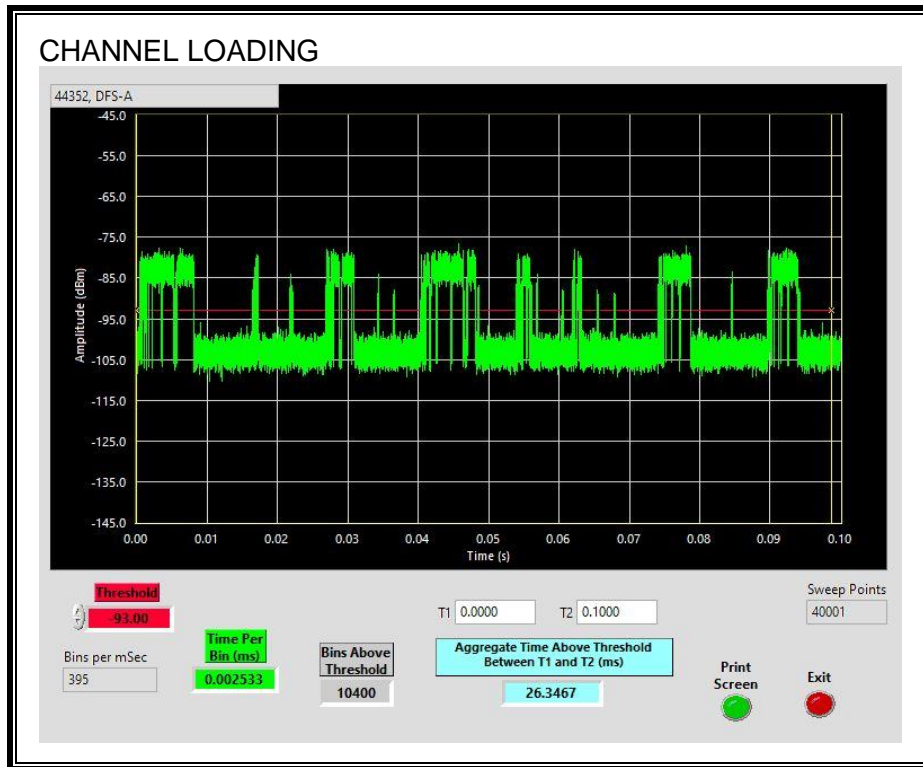 CHANNEL LOADING
44352, DFS-A
-45.0
-55.0
-65.0
-75.0
-85.0
-95.0
-105.0
-115.0
-125.0
-135.0
-145.0
Amplitude (dBm)
0.00 0.01 0.02 0.03 0.04 0.05 0.06 0.07 0.08 0.09 0.10
Time (s)
Threshold
-93.00
Bins per mSec
395
Time Per
Bin (ms)
0.002533
Bins Above
Threshold
10400
T1 0.0000 T2 0.1000
Aggregate Time Above Threshold
Between T1 and T2 (ms)
26.3467
Sweep Points
40001
Print
Screen
Exit